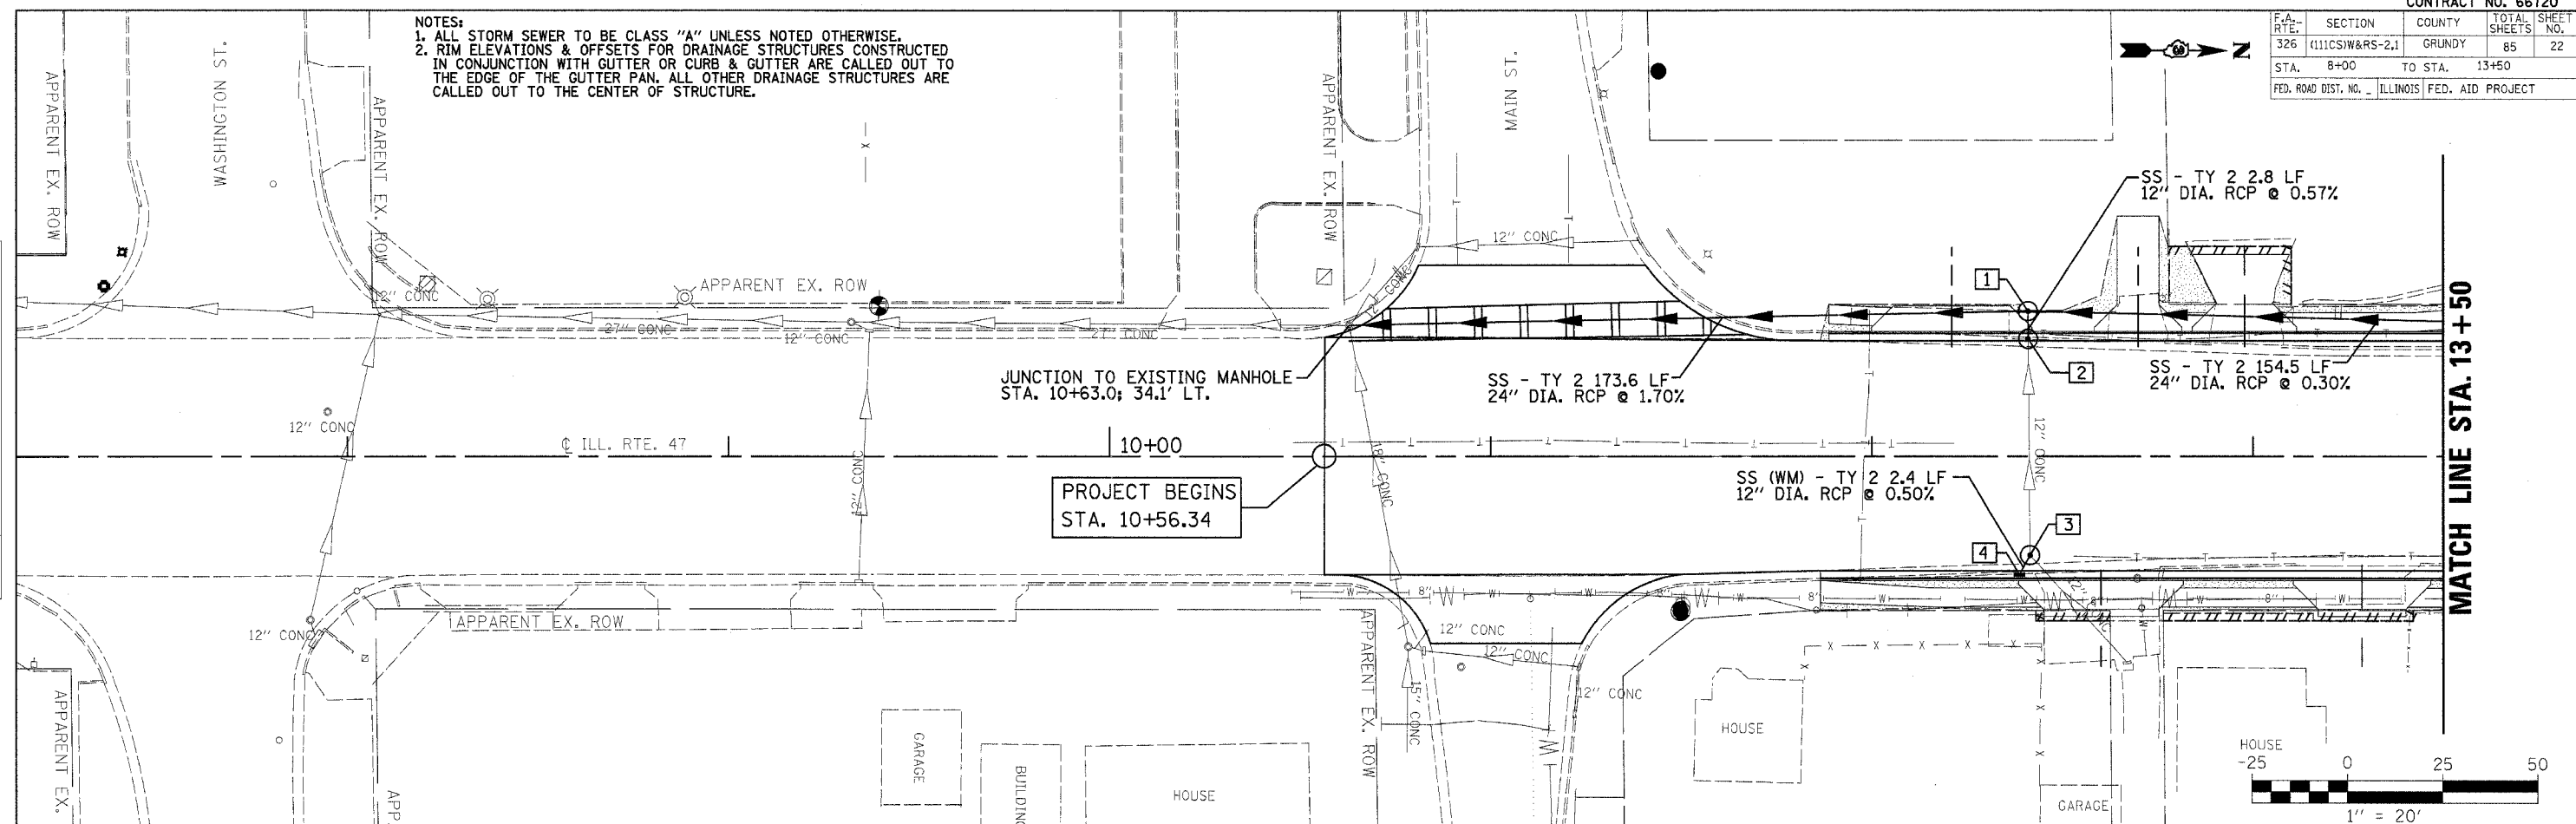 CONTRACT NO. 66720
F.A. RTE. SECTION COUNTY TOTAL SHEETS SHEET NO.
326 (111CS)W&RS-2,1 GRUNDY 85 22
STA. 8+00 TO STA. 13+50
FED. ROAD DIST. NO. _ ILLINOIS FED. AID PROJECT
NOTES:
1. ALL STORM SEWER TO BE CLASS "A" UNLESS NOTED OTHERWISE.
2. RIM ELEVATIONS & OFFSETS FOR DRAINAGE STRUCTURES CONSTRUCTED
IN CONJUNCTION WITH GUTTER OR CURB & GUTTER ARE CALLED OUT TO
THE EDGE OF THE GUTTER PAN. ALL OTHER DRAINAGE STRUCTURES ARE
CALLED OUT TO THE CENTER OF STRUCTURE.
N
APPARENT EX. ROW
WASHINGTON ST.
APPARENT EX. ROW
X
APPARENT EX. ROW
MAIN ST.
SS - TY 2 2.8 LF
12" DIA. RCP @ 0.57%
12" CONC
12" CONC
APPARENT EX. ROW
12" CONC
1
27" CONC
12" CONC
27" CONC
JUNCTION TO EXISTING MANHOLE
STA. 10+63.0; 34.1' LT.
SS - TY 2 173.6 LF
24" DIA. RCP @ 1.70%
2
SS - TY 2 154.5 LF
24" DIA. RCP @ 0.30%
MATCH LINE STA. 13+50
12" CONC
℄ ILL. RTE. 47
10+00
12" CONC
18" CONC
12" CONC
PROJECT BEGINS
STA. 10+56.34
SS (WM) - TY 2 2.4 LF
12" DIA. RCP @ 0.50%
3
4
12" CONC
APPARENT EX. ROW
8"
8"
8"
12" CONC
12" CONC
12" CONC
15" CONC
APPARENT EX. ROW
APPARENT EX.
GARAGE
BUILDING
HOUSE
HOUSE
GARAGE
HOUSE
-25 0 25 50
1" = 20'